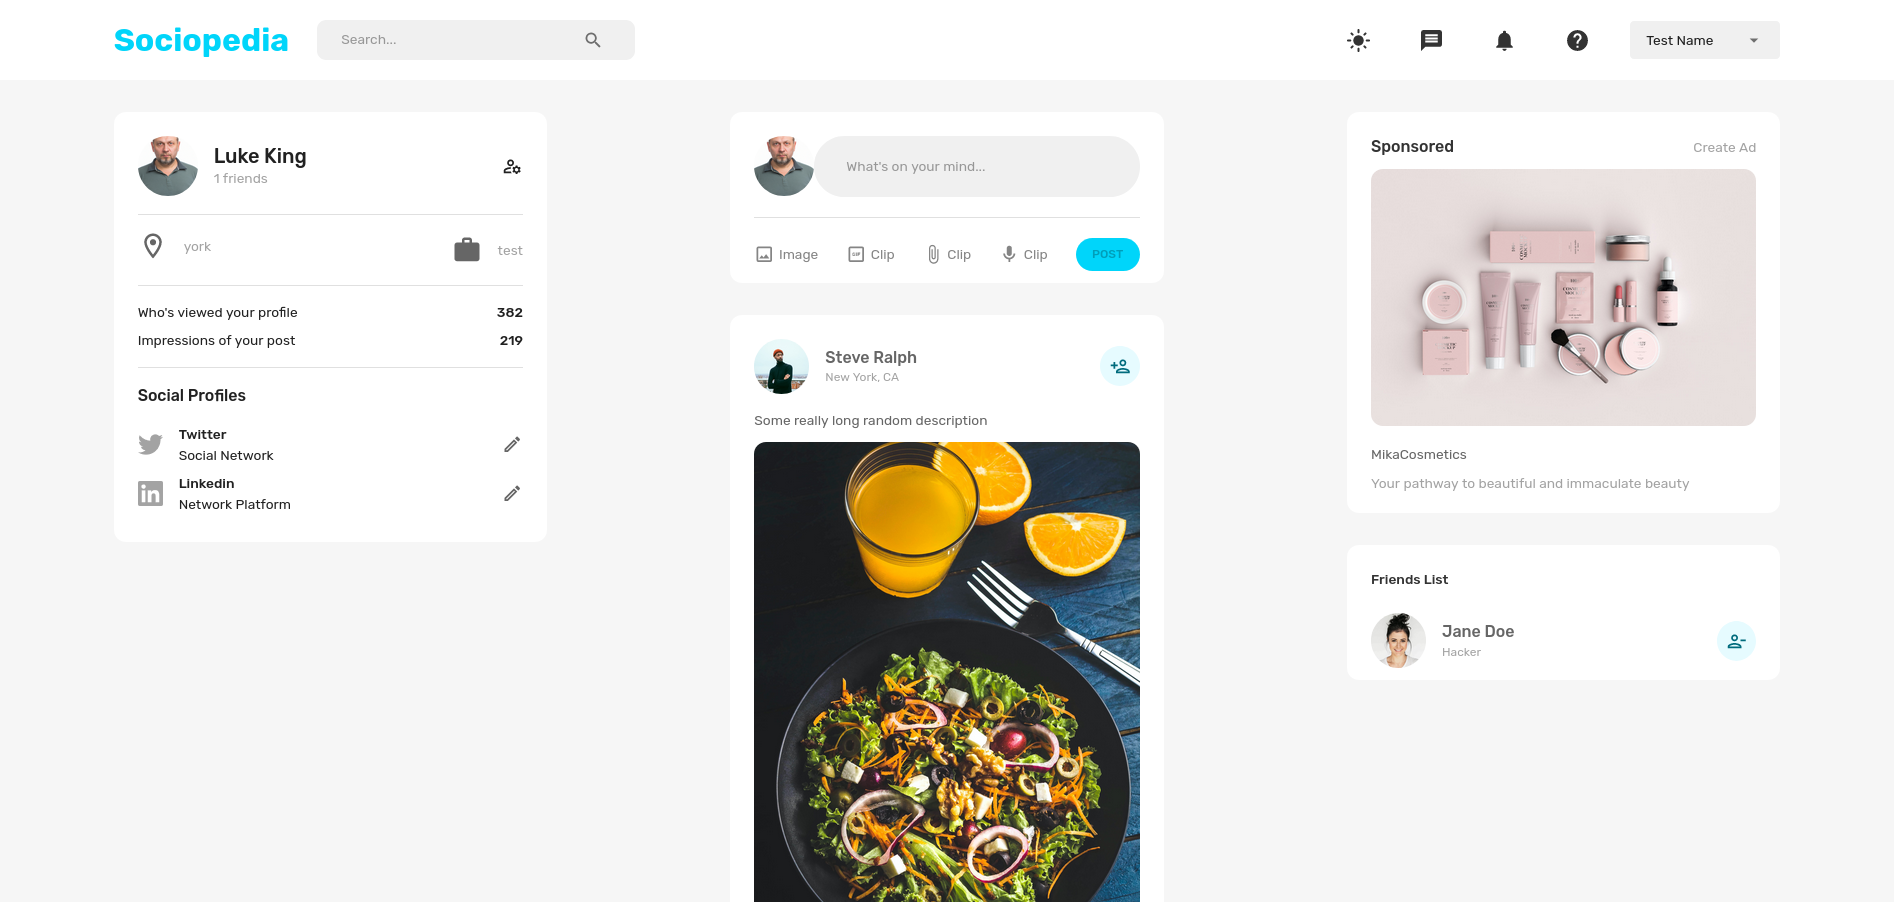 Sociopedia
Search...
Test Name
Luke King
1 friends
york
test
Who's viewed your profile
382
Impressions of your post
219
Social Profiles
Twitter
Social Network
Linkedin
Network Platform
What's on your mind...
Image
Clip
Clip
Clip
POST
Steve Ralph
New York, CA
Some really long random description
Sponsored
Create Ad
MikaCosmetics
Your pathway to beautiful and immaculate beauty
Friends List
Jane Doe
Hacker